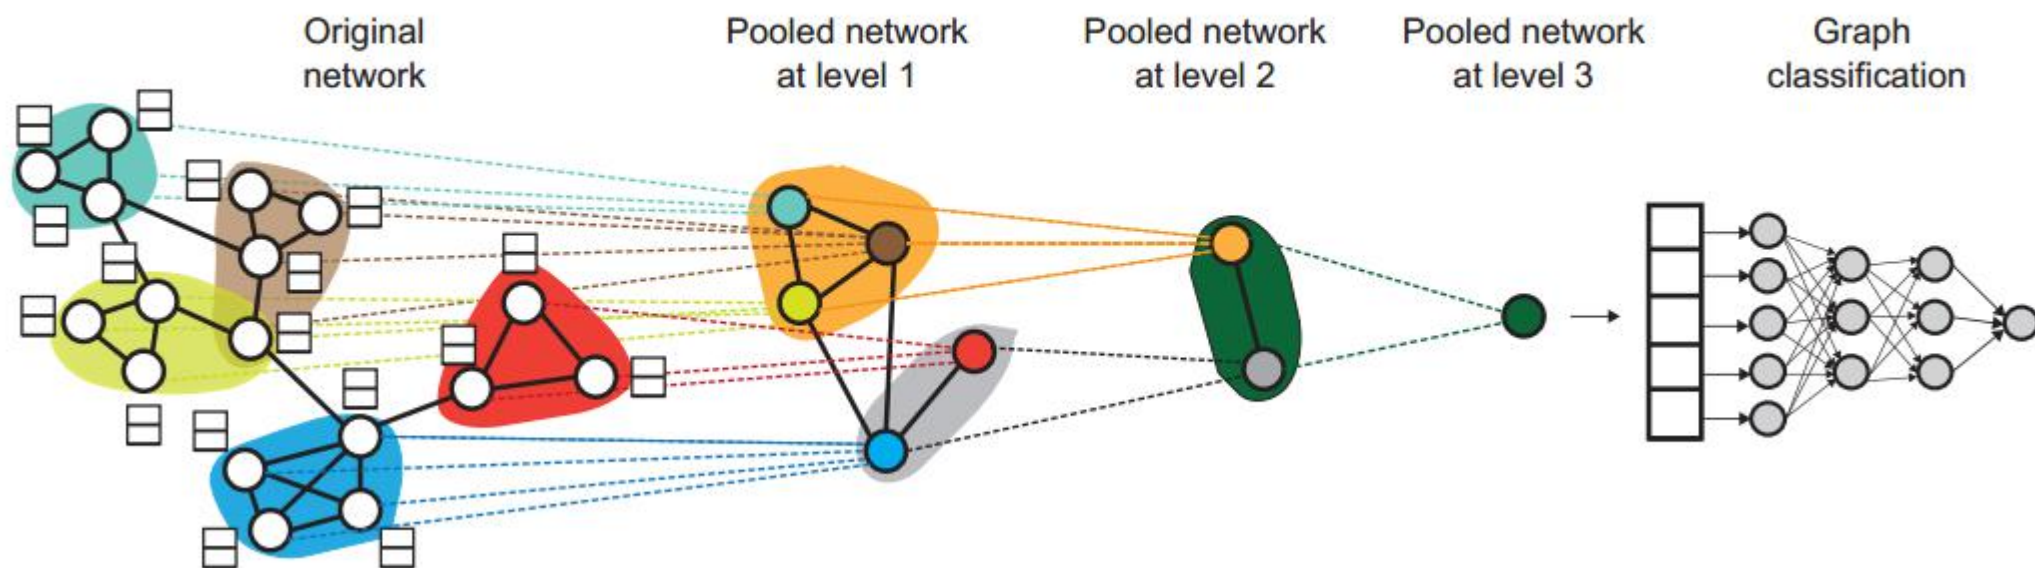 Original
network
Pooled network
at level 1
Pooled network
at level 2
Pooled network
at level 3
Graph
classification